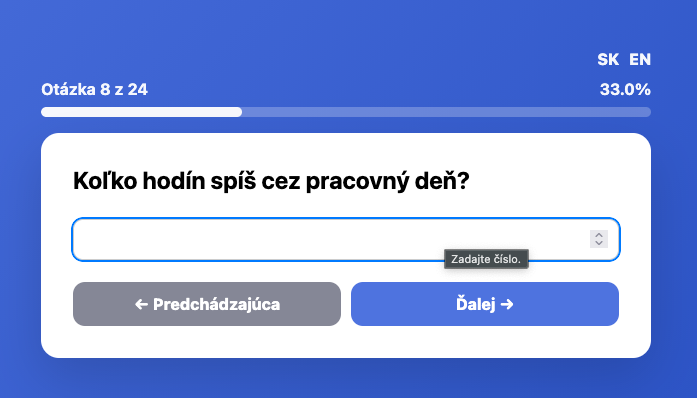 SK EN
Otázka 8 z 24 33.0%
Koľko hodín spíš cez pracovný deň?
Zadajte číslo.
← Predchádzajúca
Ďalej →